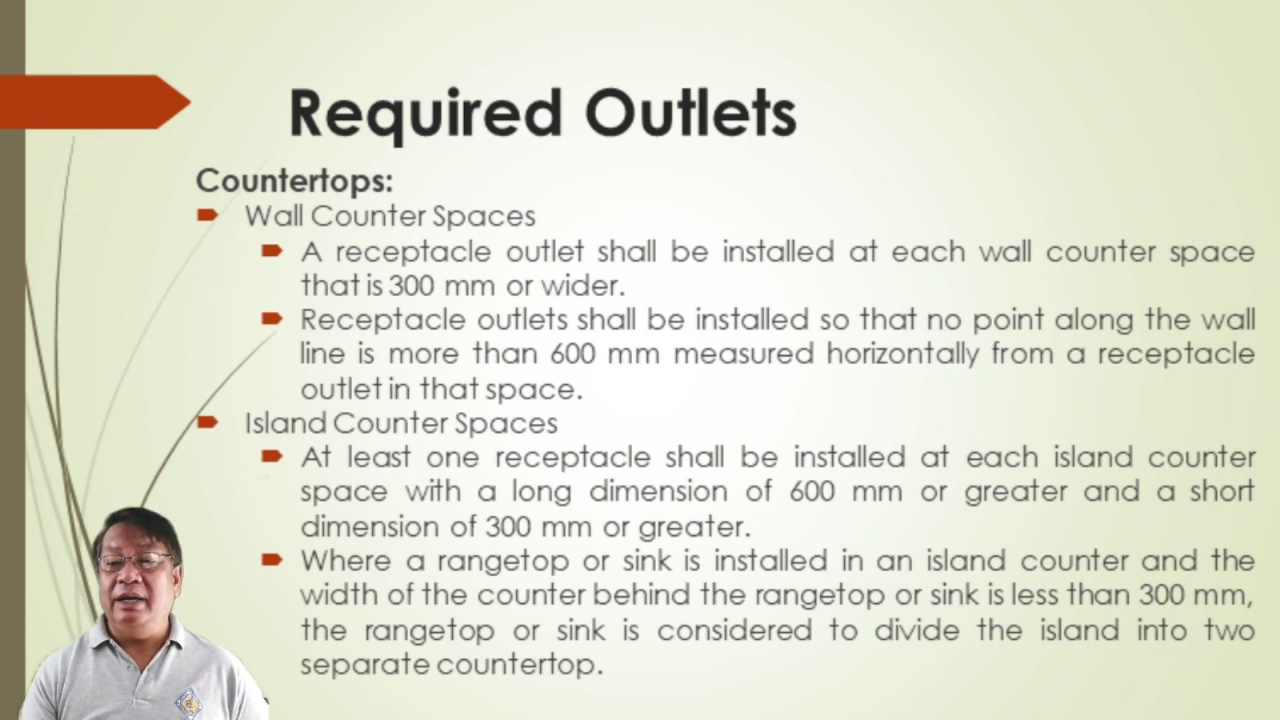 Required Outlets
Countertops:
Wall Counter Spaces
A receptacle outlet shall be installed at each wall counter space
that is 300 mm or wider.
Receptacle outlets shall be installed so that no point along the wall
line is more than 600 mm measured horizontally from a receptacle
outlet in that space.
Island Counter Spaces
At least one receptacle shall be installed at each island counter
space with a long dimension of 600 mm or greater and a short
dimension of 300 mm or greater.
Where a rangetop or sink is installed in an island counter and the
width of the counter behind the rangetop or sink is less than 300 mm,
the rangetop or sink is considered to divide the island into two
separate countertop.